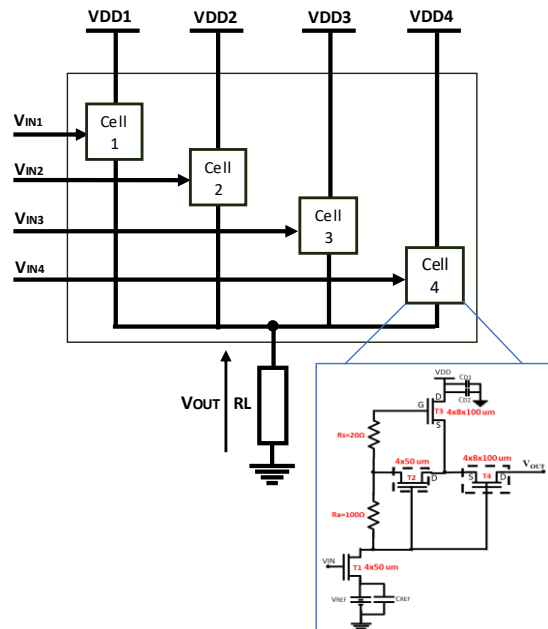 VDD1 VDD2 VDD3 VDD4
VIN1
Cell
1
VIN2
Cell
2
VIN3
Cell
3
VIN4
Cell
4
VOUT RL
VDD
CD1
CD2
D
G
T3
4x8x100 um
S
Rs=20Ω
4x50 um
4x8x100 um
T2
D
S
T4
D
VOUT
Ra=100Ω
VIN
T1 4x50 um
VREF
CREF